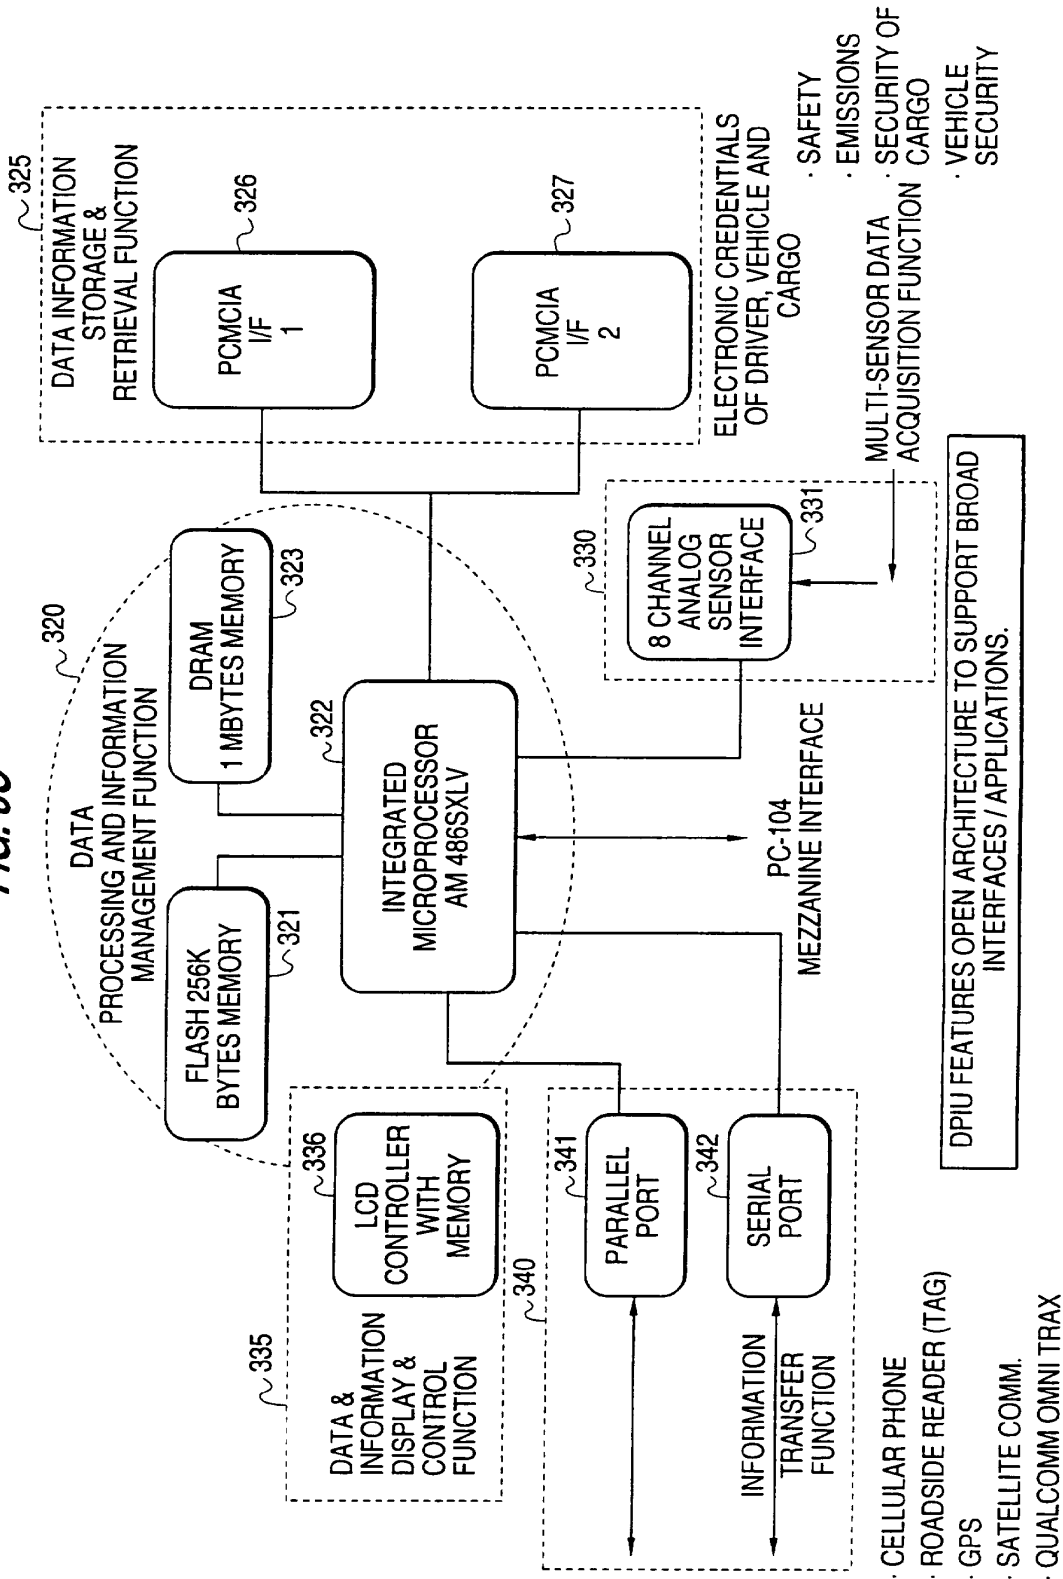 320
DATA
PROCESSING AND INFORMATION
MANAGEMENT FUNCTION
FLASH 256K
BYTES MEMORY
321
DRAM
1 MBYTES MEMORY
323
322
INTEGRATED
MICROPROCESSOR
AM 486SXLV
325
DATA INFORMATION
STORAGE &
RETRIEVAL FUNCTION
PCMCIA
I/F
1
326
PCMCIA
I/F
2
327
ELECTRONIC CREDENTIALS
OF DRIVER, VEHICLE AND
CARGO
335
DATA &
INFORMATION
DISPLAY &
CONTROL
FUNCTION
336
LCD
CONTROLLER
WITH
MEMORY
340
341
PARALLEL
PORT
342
SERIAL
PORT
INFORMATION
TRANSFER
FUNCTION
PC-104
MEZZANINE INTERFACE
330
8 CHANNEL
ANALOG
SENSOR
INTERFACE
331
MULTI-SENSOR DATA
ACQUISITION FUNCTION
· SAFETY
· EMISSIONS
· SECURITY OF
CARGO
· VEHICLE
SECURITY
· CELLULAR PHONE
· ROADSIDE READER (TAG)
· GPS
· SATELLITE COMM.
· QUALCOMM OMNI TRAX
DPIU FEATURES OPEN ARCHITECTURE TO SUPPORT BROAD
INTERFACES / APPLICATIONS.